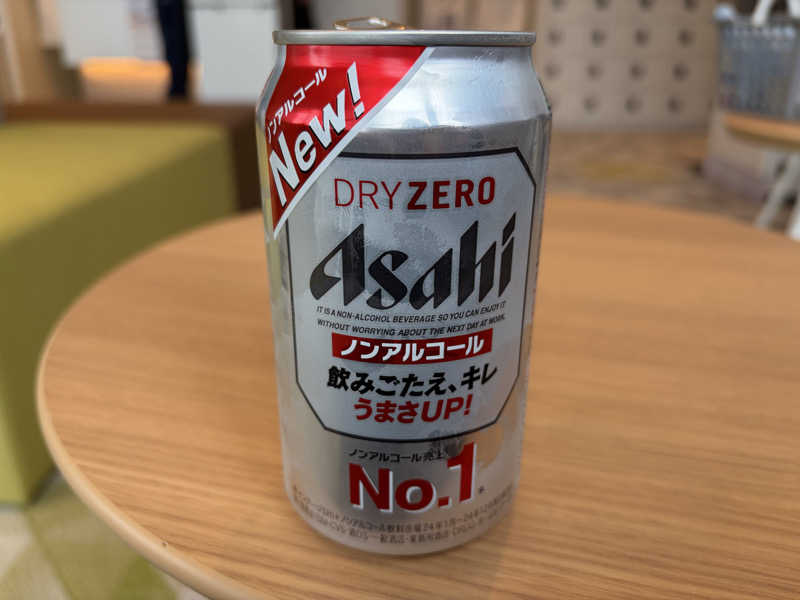 ノンアルコール
New!
DRY ZERO
Asahi
IT IS A NON-ALCOHOL BEVERAGE SO YOU CAN ENJOY IT
WITHOUT WORRYING ABOUT THE NEXT DAY AT WORK.
ノンアルコール
飲みごたえ、キレ
うまさUP!
ノンアルコール売上
No.1